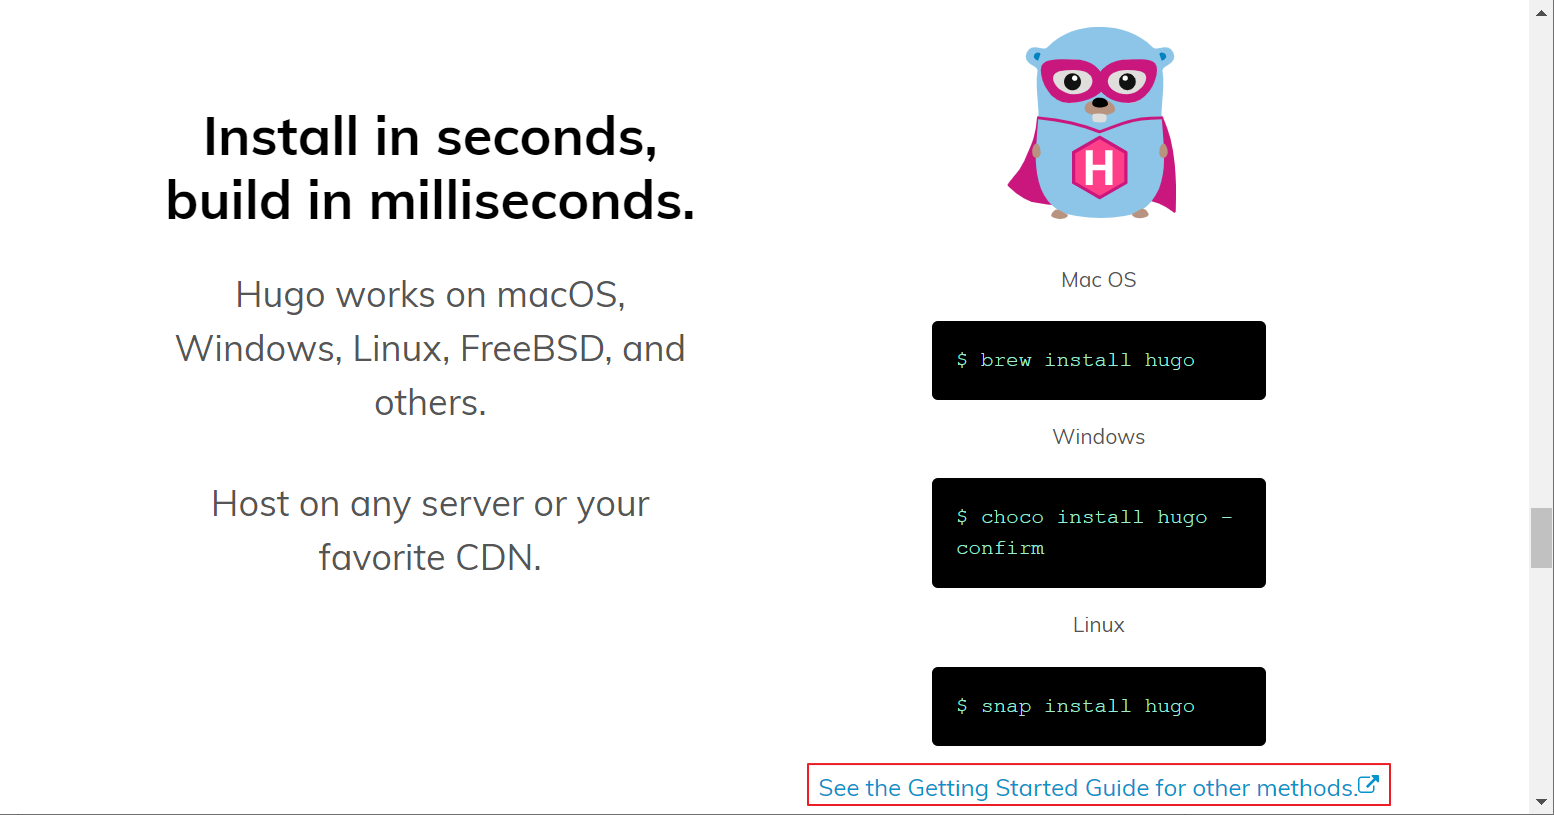 Install in seconds,
build in milliseconds.
Hugo works on macOS,
Windows, Linux, FreeBSD, and
others.
Host on any server or your
favorite CDN.
H
Mac OS
$ brew install hugo
Windows
$ choco install hugo -
confirm
Linux
$ snap install hugo
See the Getting Started Guide for other methods.